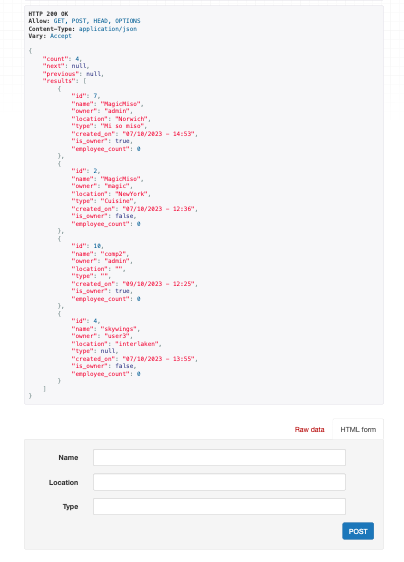 HTTP 200 OK
Allow: GET, POST, HEAD, OPTIONS
Content-Type: application/json
Vary: Accept
{
"count": 4,
"next": null,
"previous": null,
"results": [
{
"id": 7,
"name": "MagicMiso",
"owner": "admin",
"location": "Norwich",
"type": "Mi so miso",
"created_on": "07/10/2023 - 14:53",
"is_owner": true,
"employee_count": 0
},
{
"id": 2,
"name": "MagicMiso",
"owner": "magic",
"location": "NewYork",
"type": "Cuisine",
"created_on": "07/10/2023 - 12:36",
"is_owner": false,
"employee_count": 0
},
{
"id": 10,
"name": "comp2",
"owner": "admin",
"location": "",
"type": "",
"created_on": "09/10/2023 - 12:25",
"is_owner": true,
"employee_count": 0
},
{
"id": 4,
"name": "skywings",
"owner": "user3",
"location": "interlaken",
"type": null,
"created_on": "07/10/2023 - 13:55",
"is_owner": false,
"employee_count": 0
}
]
}
Raw data HTML form
Name
Location
Type
POST